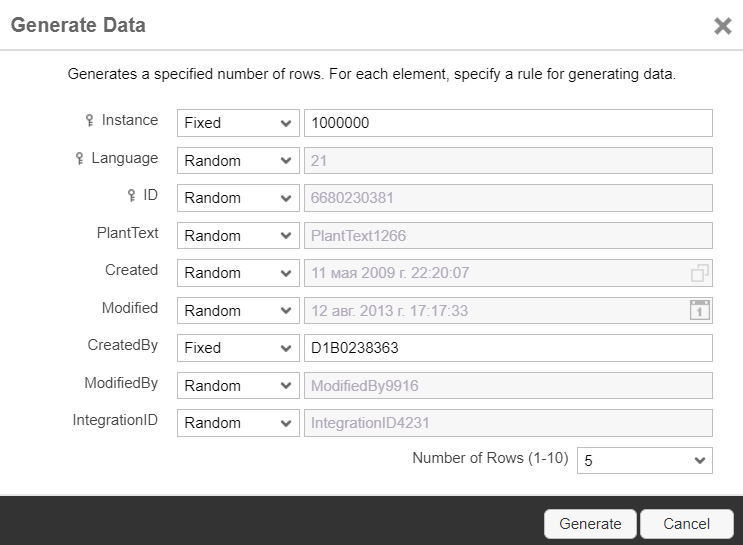 Generate Data
Generates a specified number of rows. For each element, specify a rule for generating data.
Instance Fixed 1000000
Language Random 21
ID Random 6680230381
PlantText Random PlantText1266
Created Random 11 мая 2009 г. 22:20:07
Modified Random 12 авг. 2013 г. 17:17:33 1
CreatedBy Fixed D1B0238363
ModifiedBy Random ModifiedBy9916
IntegrationID Random IntegrationID4231
Number of Rows (1-10) 5
Generate Cancel